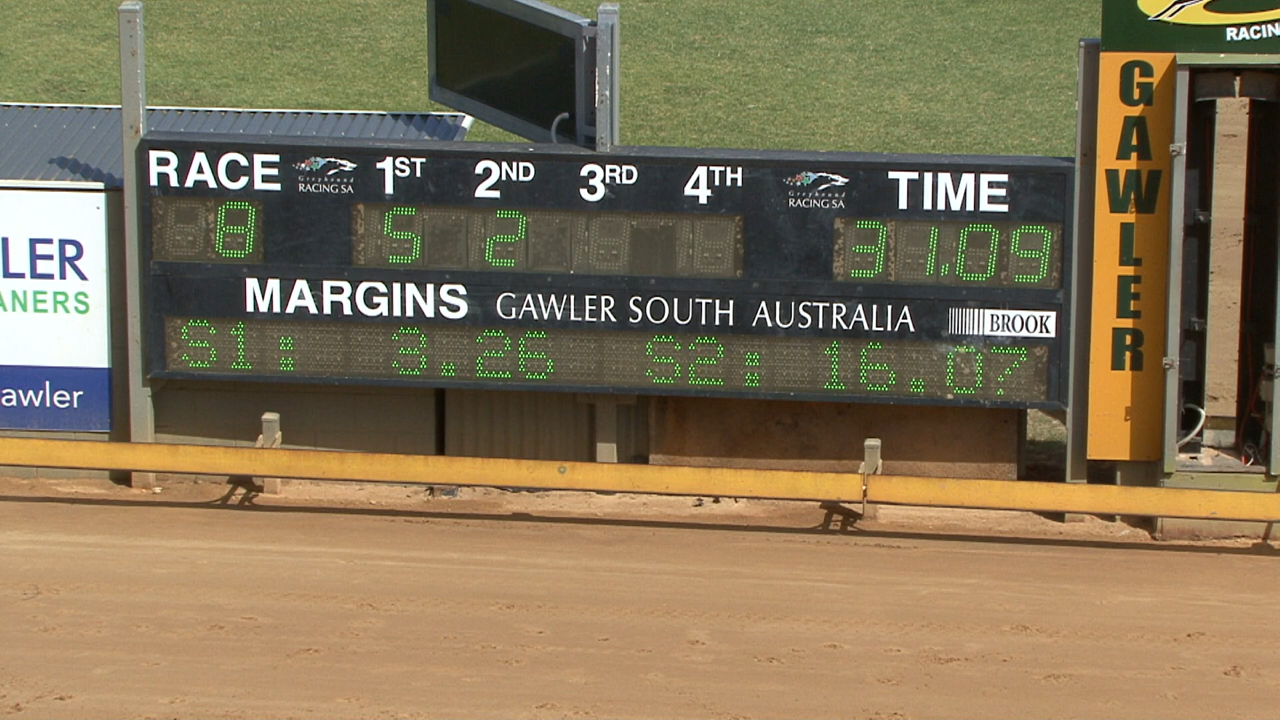 RACING
GAWLER
RACE Greyhound RACING SA 1ST 2ND 3RD 4TH Greyhound RACING SA TIME
8 5 2 31.09
MARGINS GAWLER SOUTH AUSTRALIA BROOK
S1: 3.26 S2: 16.07
LER
ANERS
awler